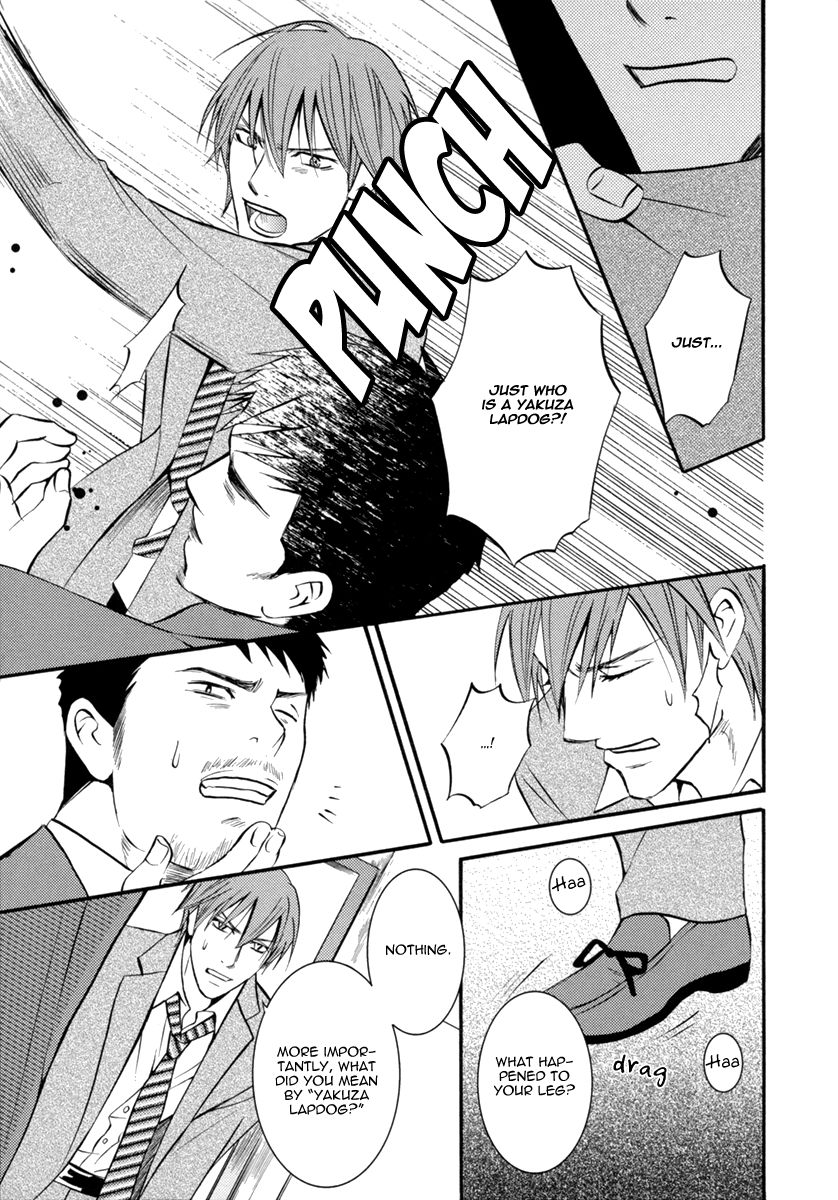 JUST...
JUST WHO
IS A YAKUZA
LAPDOG?!
PUNCH
...!
Haa
Haa
drag
WHAT HAP-
PENED TO
YOUR LEG?
NOTHING.
MORE IMPOR-
TANTLY, WHAT
DID YOU MEAN
BY "YAKUZA
LAPDOG?"